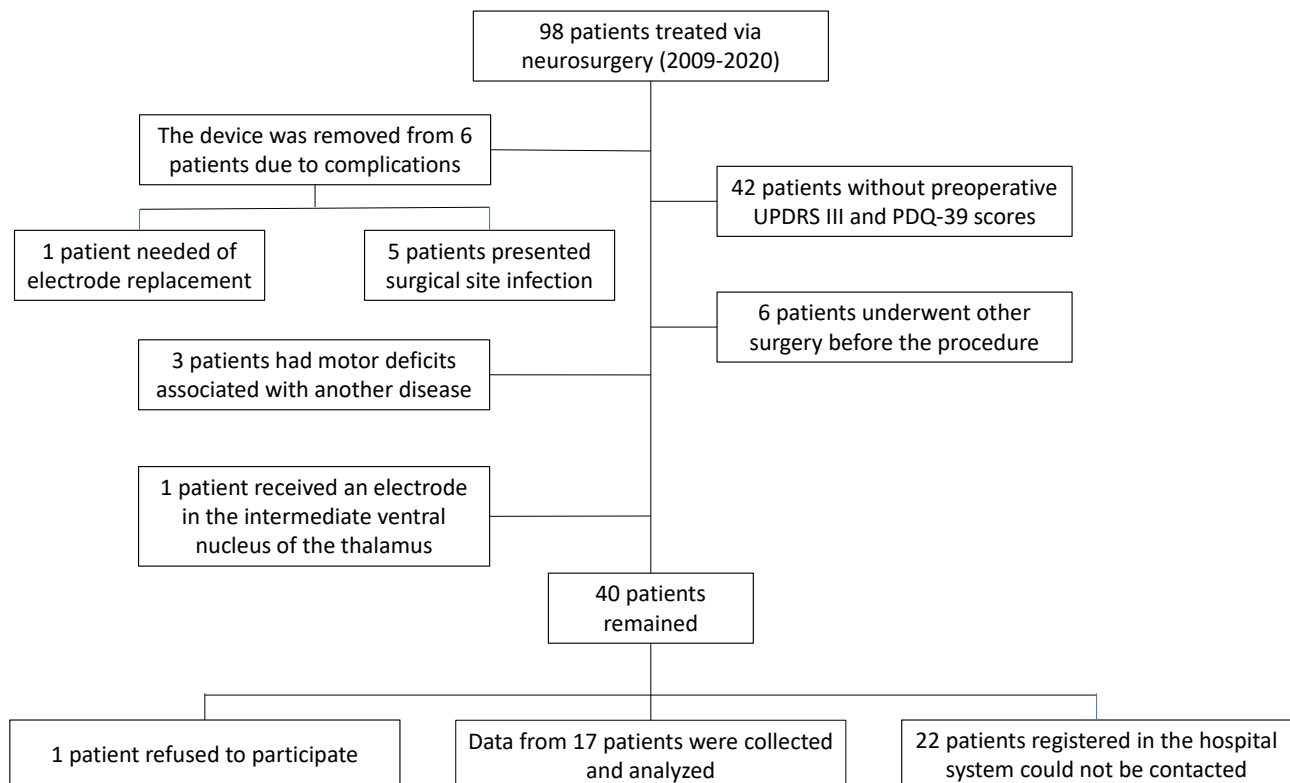 98 patients treated via
neurosurgery (2009-2020)
The device was removed from 6
patients due to complications
42 patients without preoperative
UPDRS III and PDQ-39 scores
1 patient needed of
electrode replacement
5 patients presented
surgical site infection
6 patients underwent other
surgery before the procedure
3 patients had motor deficits
associated with another disease
1 patient received an electrode
in the intermediate ventral
nucleus of the thalamus
40 patients
remained
1 patient refused to participate
Data from 17 patients were collected
and analyzed
22 patients registered in the hospital
system could not be contacted